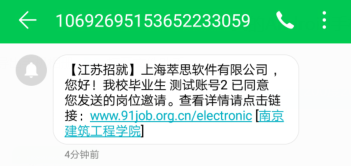 10692695153652233059
【江苏招就】上海萃思软件有限公司，
您好！我校毕业生 测试账号2 已同意
您发送的岗位邀请。查看详情请点击
链接：www.91job.org.cn/electronic [南京
建筑工程学院]
4分钟前